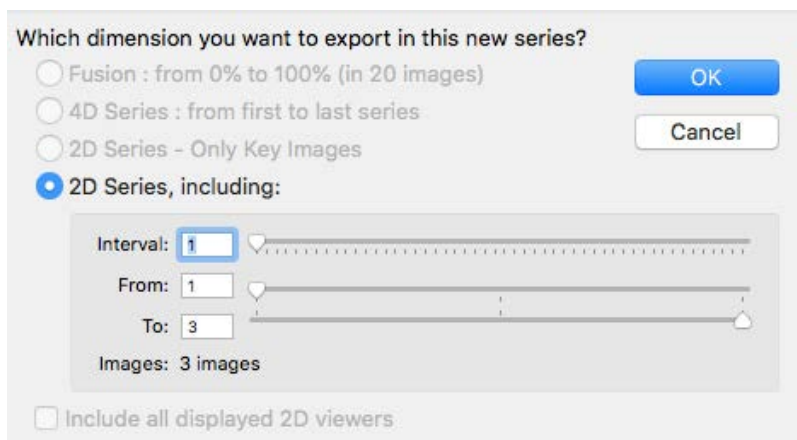 Which dimension you want to export in this new series?
Fusion : from 0% to 100% (in 20 images)
OK
4D Series : from first to last series
Cancel
2D Series - Only Key Images
2D Series, including:
Interval: 1
From: 1
To: 3
Images: 3 images
Include all displayed 2D viewers